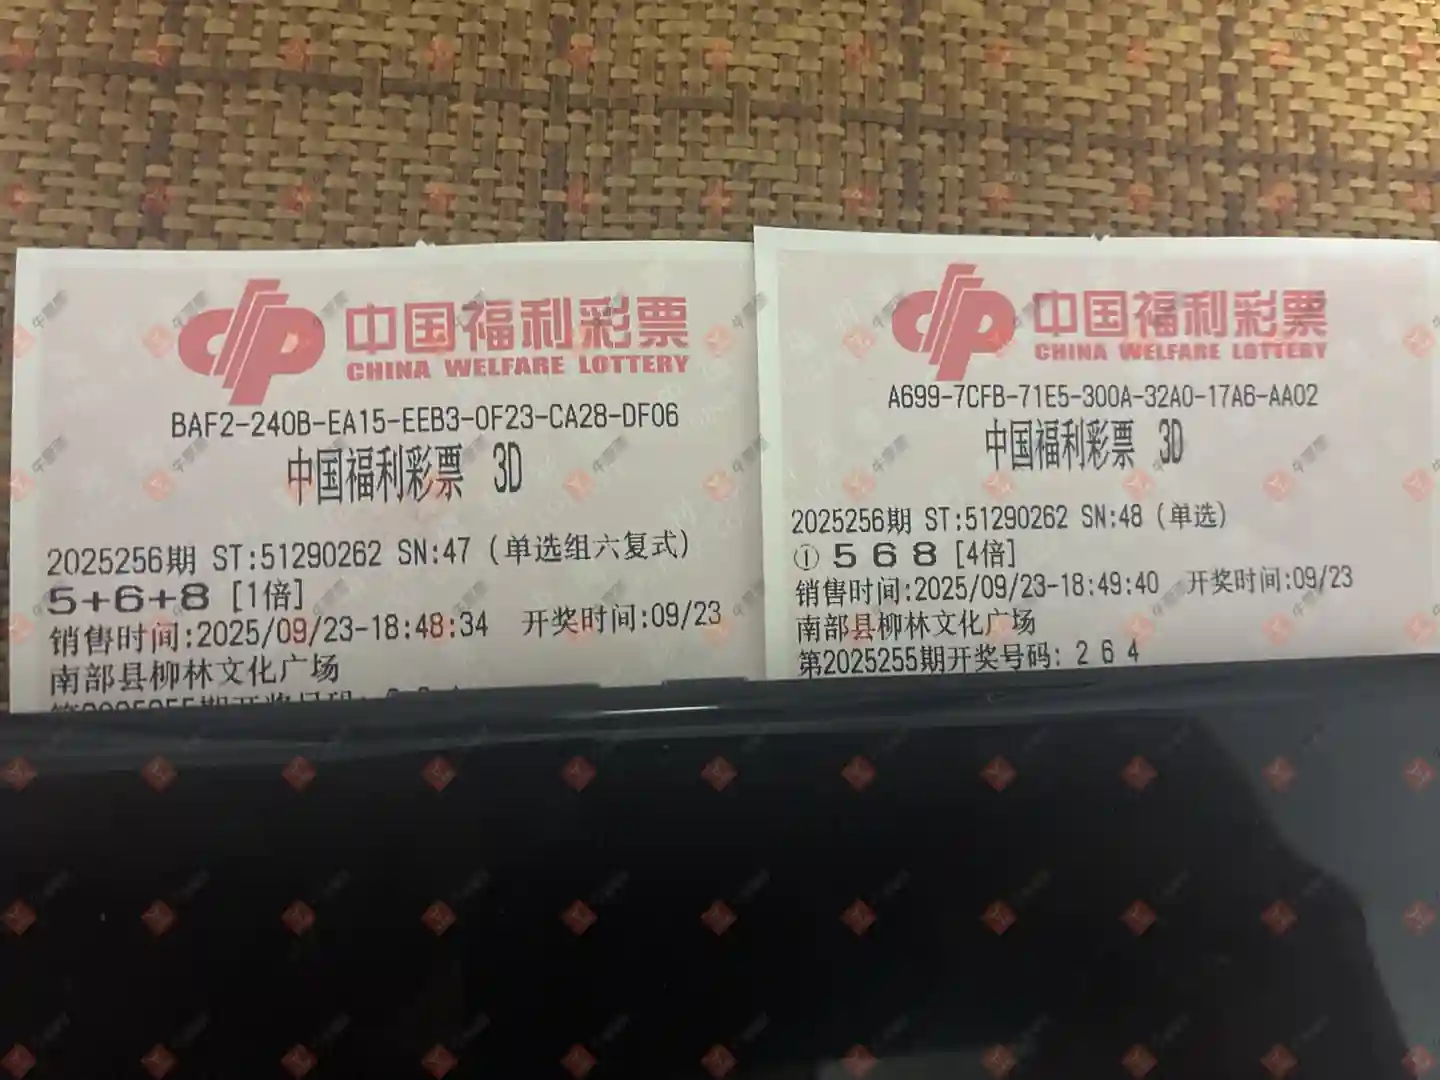 中国福利彩票
CHINA WELFARE LOTTERY
BAF2-240B-EA15-EEB3-0F23-CA28-DF06
中国福利彩票 3D
2025256期 ST:51290262 SN:47 (单选组六复式)
5+6+8 [1倍]
销售时间:2025/09/23-18:48:34 开奖时间:09/23
南部县柳林文化广场
中国福利彩票
CHINA WELFARE LOTTERY
A699-7CFB-71E5-300A-32A0-17A6-AA02
中国福利彩票 3D
2025256期 ST:51290262 SN:48 (单选)
① 5 6 8 [4倍]
销售时间:2025/09/23-18:49:40 开奖时间:09/23
南部县柳林文化广场
第2025255期开奖号码: 2 6 4